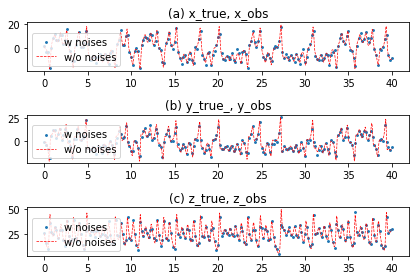 (a) x_true, x_obs
20
0
w noises
w/o noises
0 5 10 15 20 25 30 35 40
(b) y_true_, y_obs
25
0
w noises
w/o noises
0 5 10 15 20 25 30 35 40
(c) z_true, z_obs
50
25
w noises
w/o noises
0 5 10 15 20 25 30 35 40